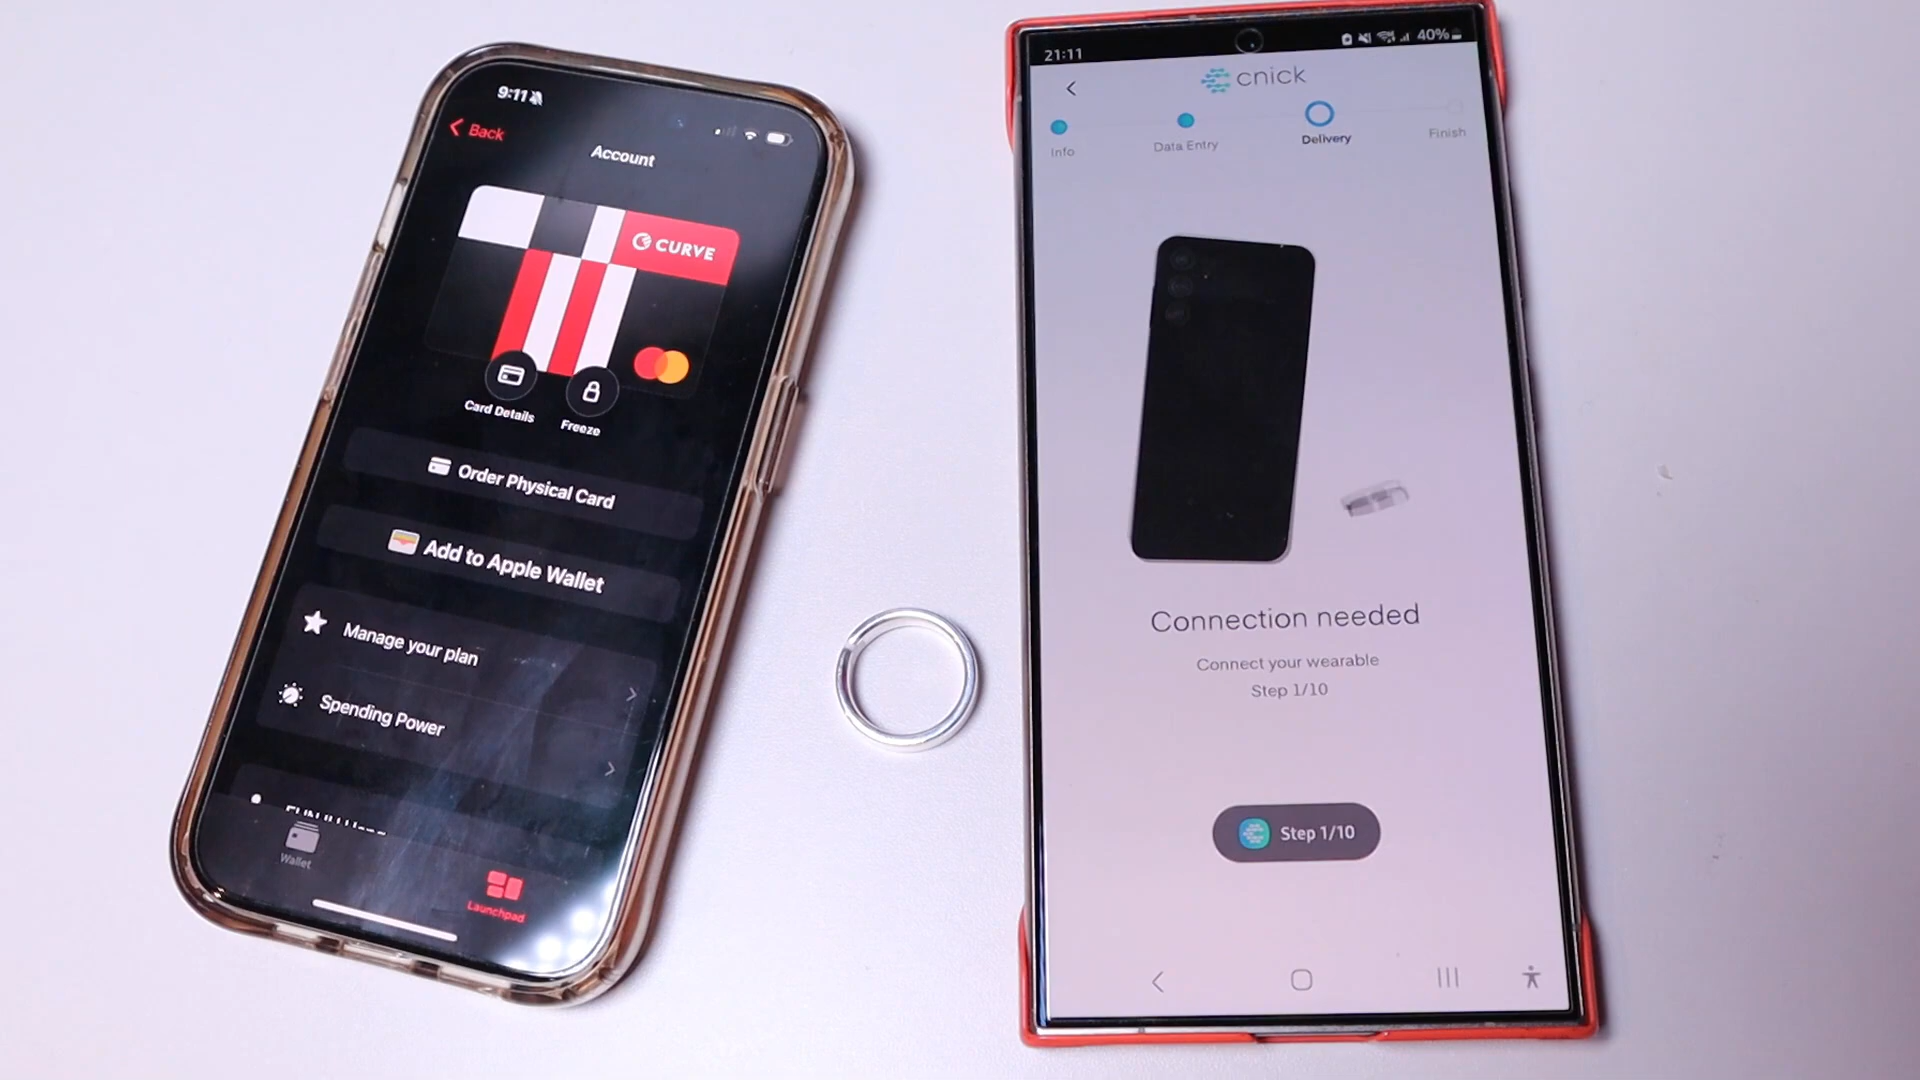 9:11
Back
Account
CURVE
Card Details
Freeze
Order Physical Card
Add to Apple Wallet
Manage your plan
Spending Power
Wallet
Launchpad
21:11
40%
cnick
Info
Data Entry
Delivery
Finish
Connection needed
Connect your wearable
Step 1/10
Step 1/10